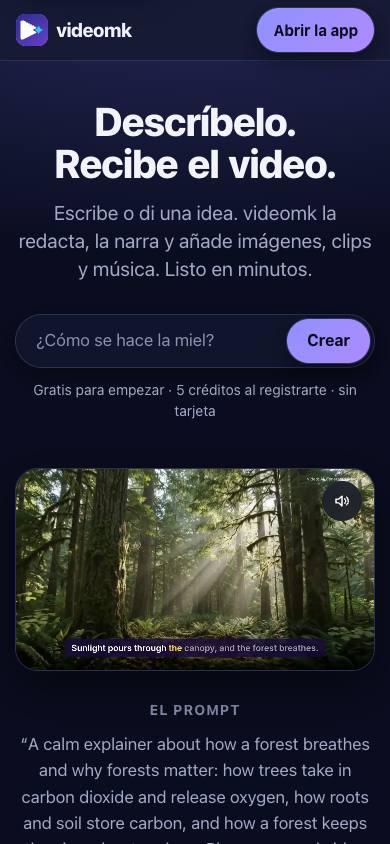 videomk
Abrir la app
Descríbelo.
Recibe el video.
Escribe o di una idea. videomk la
redacta, la narra y añade imágenes, clips
y música. Listo en minutos.
¿Cómo se hace la miel?
Crear
Gratis para empezar · 5 créditos al registrarte · sin
tarjeta
Sunlight pours through the canopy, and the forest breathes.
EL PROMPT
“A calm explainer about how a forest breathes
and why forests matter: how trees take in
carbon dioxide and release oxygen, how roots
and soil store carbon, and how a forest keeps